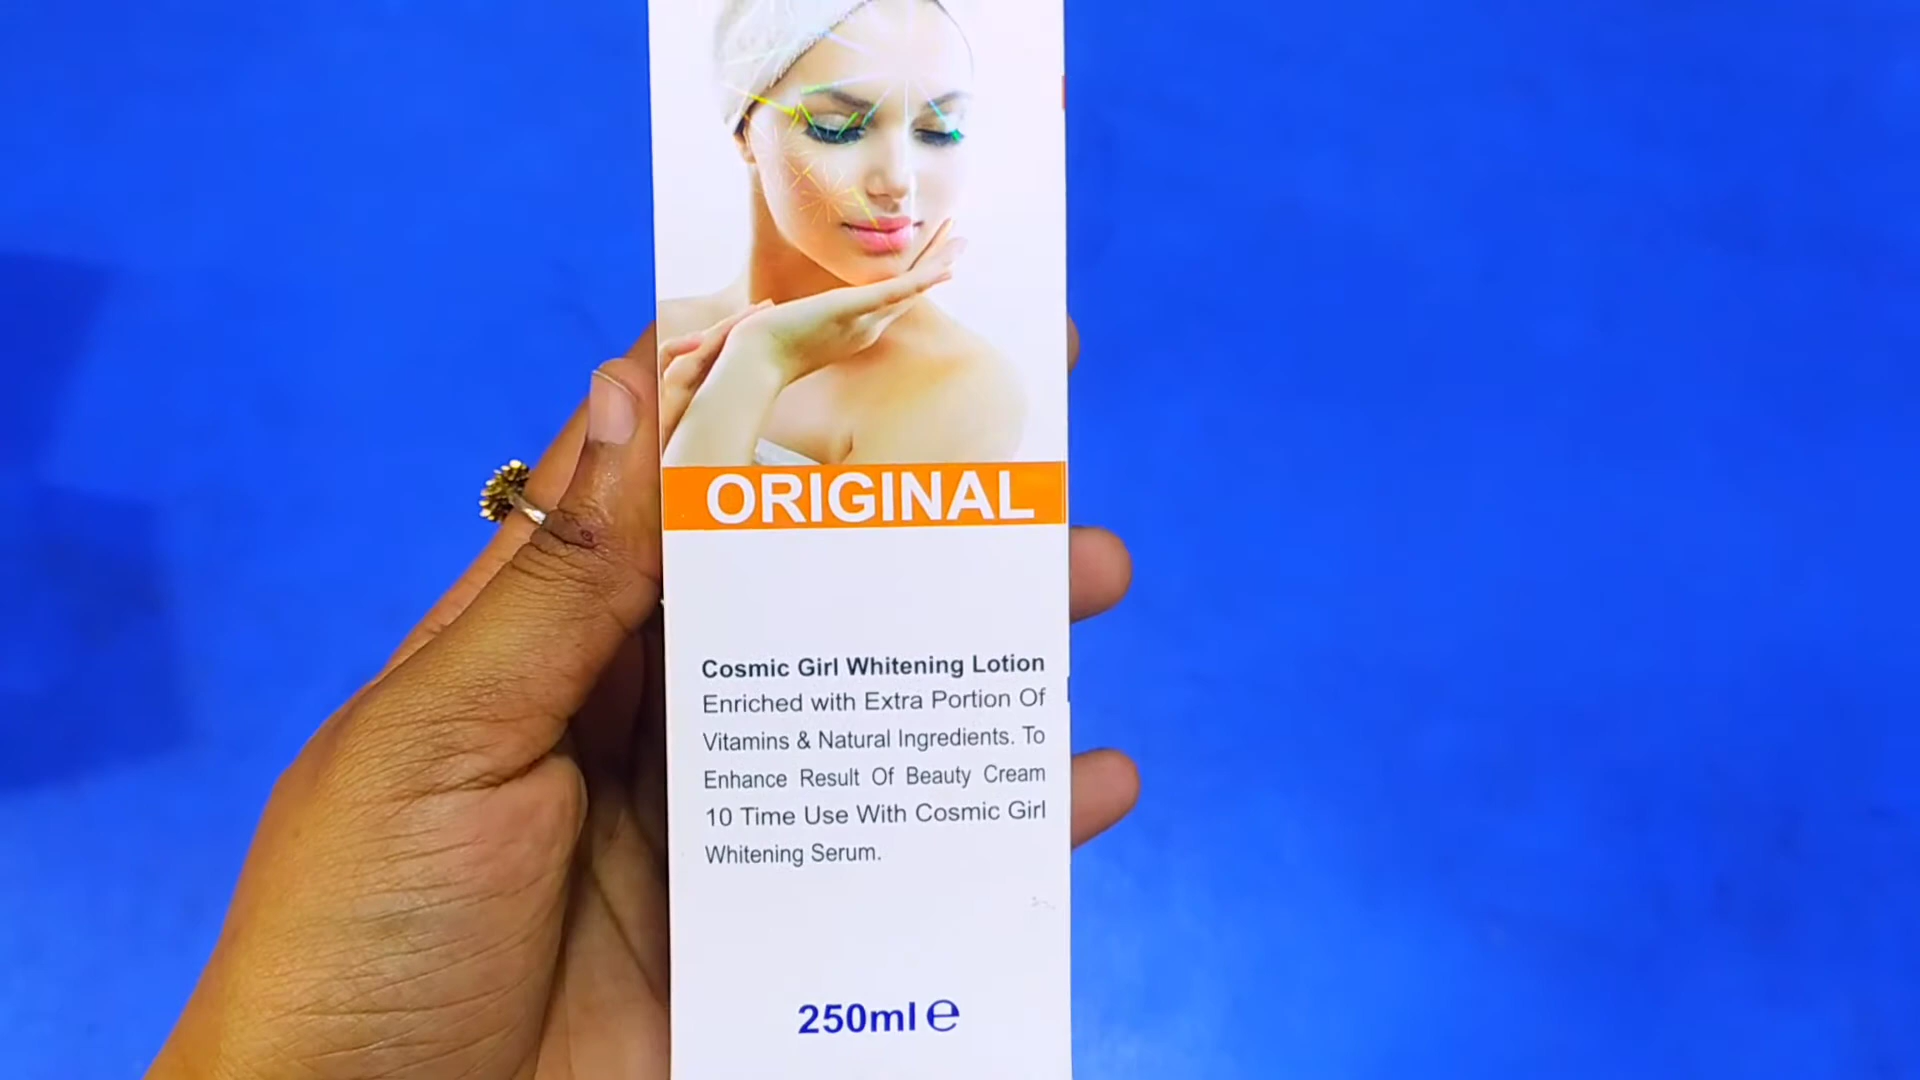 ORIGINAL
Cosmic Girl Whitening Lotion
Enriched with Extra Portion Of
Vitamins & Natural Ingredients. To
Enhance Result Of Beauty Cream
10 Time Use With Cosmic Girl
Whitening Serum.
250ml ℮